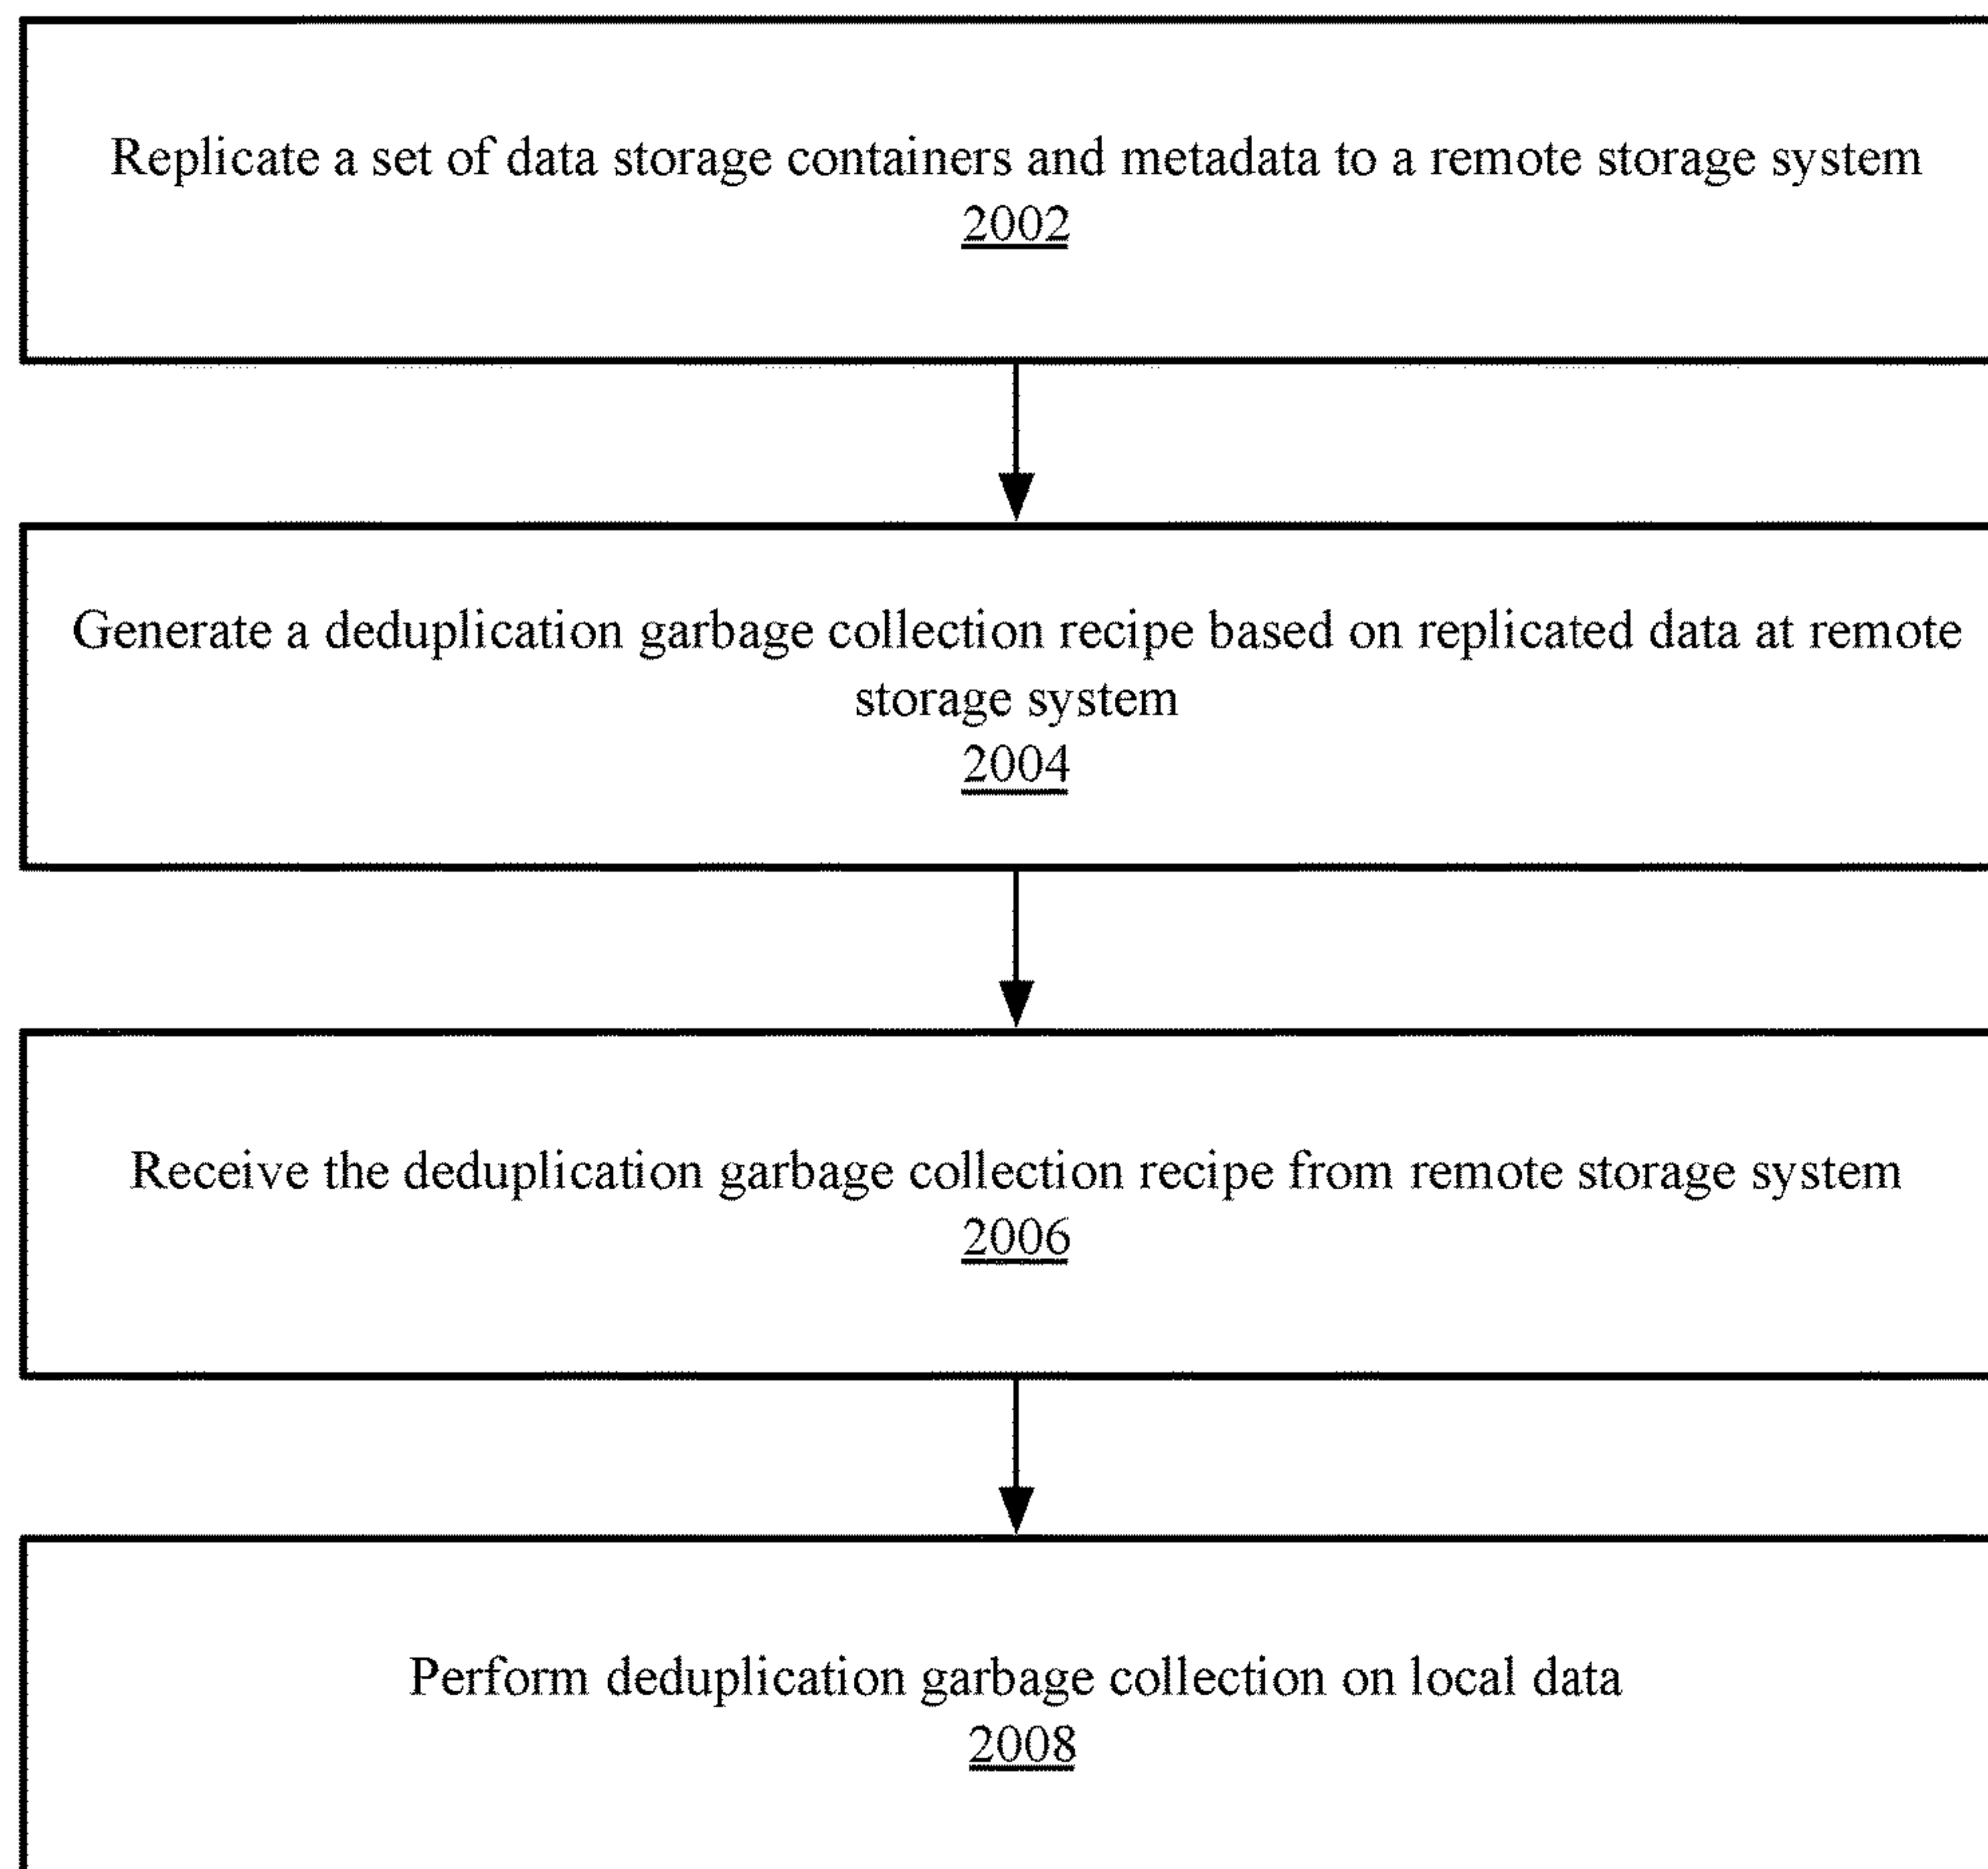 Replicate a set of data storage containers and metadata to a remote storage system
2002
Generate a deduplication garbage collection recipe based on replicated data at remote
storage system
2004
Receive the deduplication garbage collection recipe from remote storage system
2006
Perform deduplication garbage collection on local data
2008